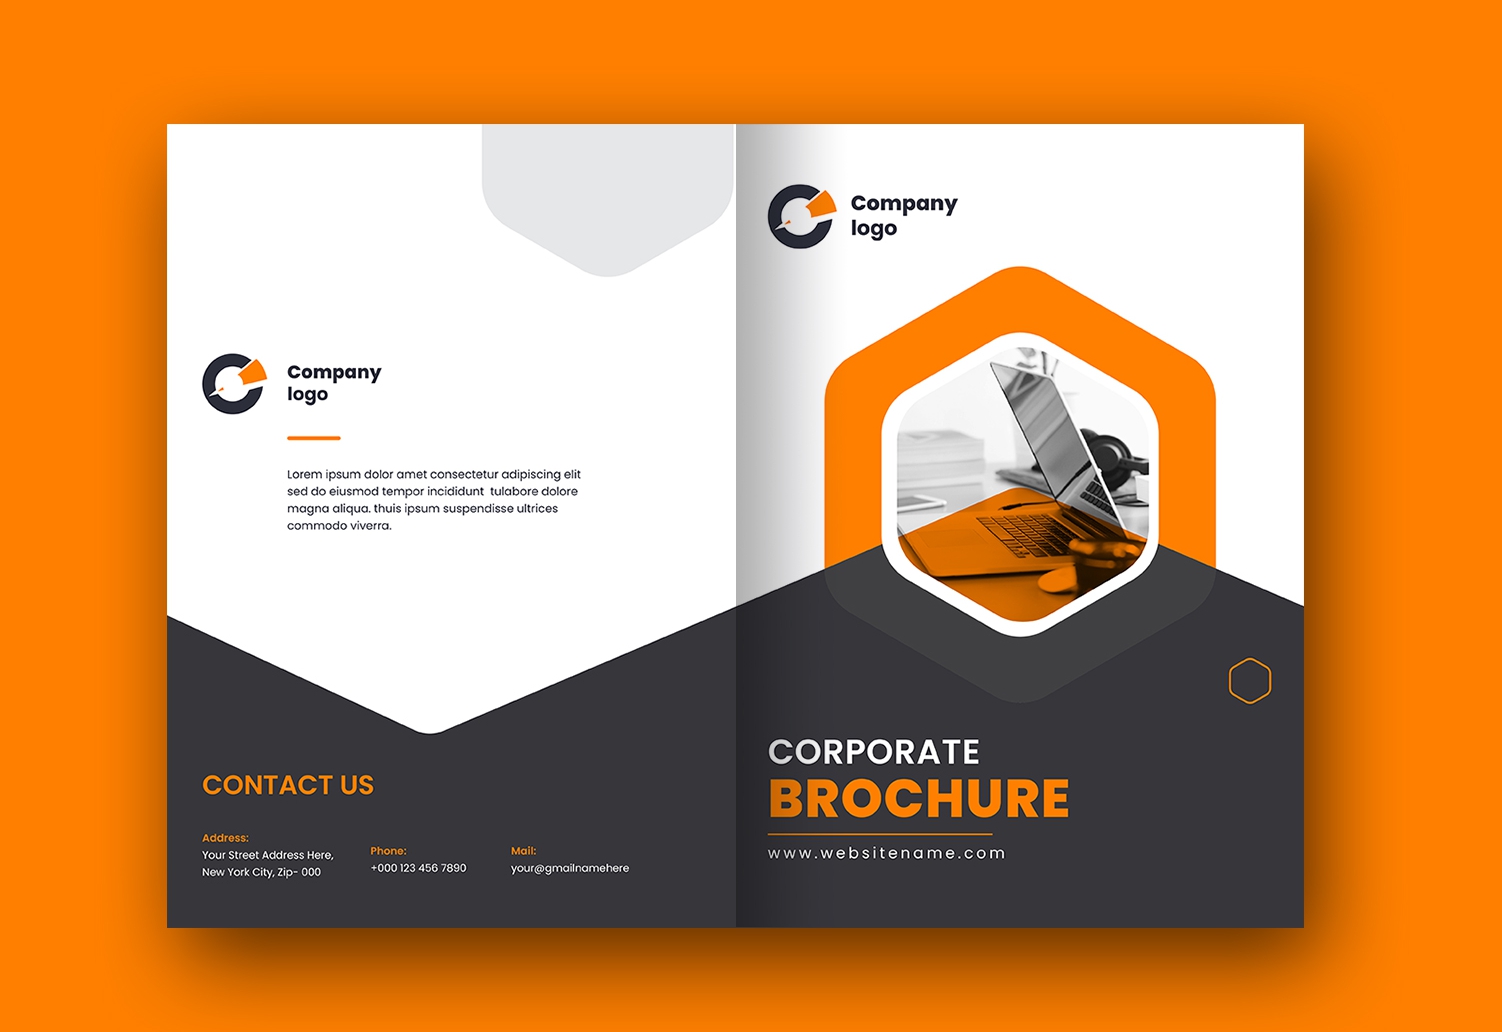 Company
logo
Lorem ipsum dolor amet consectetur adipiscing elit
sed do eiusmod tempor incididunt tulabore dolore
magna aliqua. thuis ipsum suspendisse ultrices
commodo viverra.
CONTACT US
Address:
Your Street Address Here,
New York City, Zip- 000
Phone:
+000 123 456 7890
Mail:
your@gmailnamehere
Company
logo
CORPORATE
BROCHURE
www.websitename.com